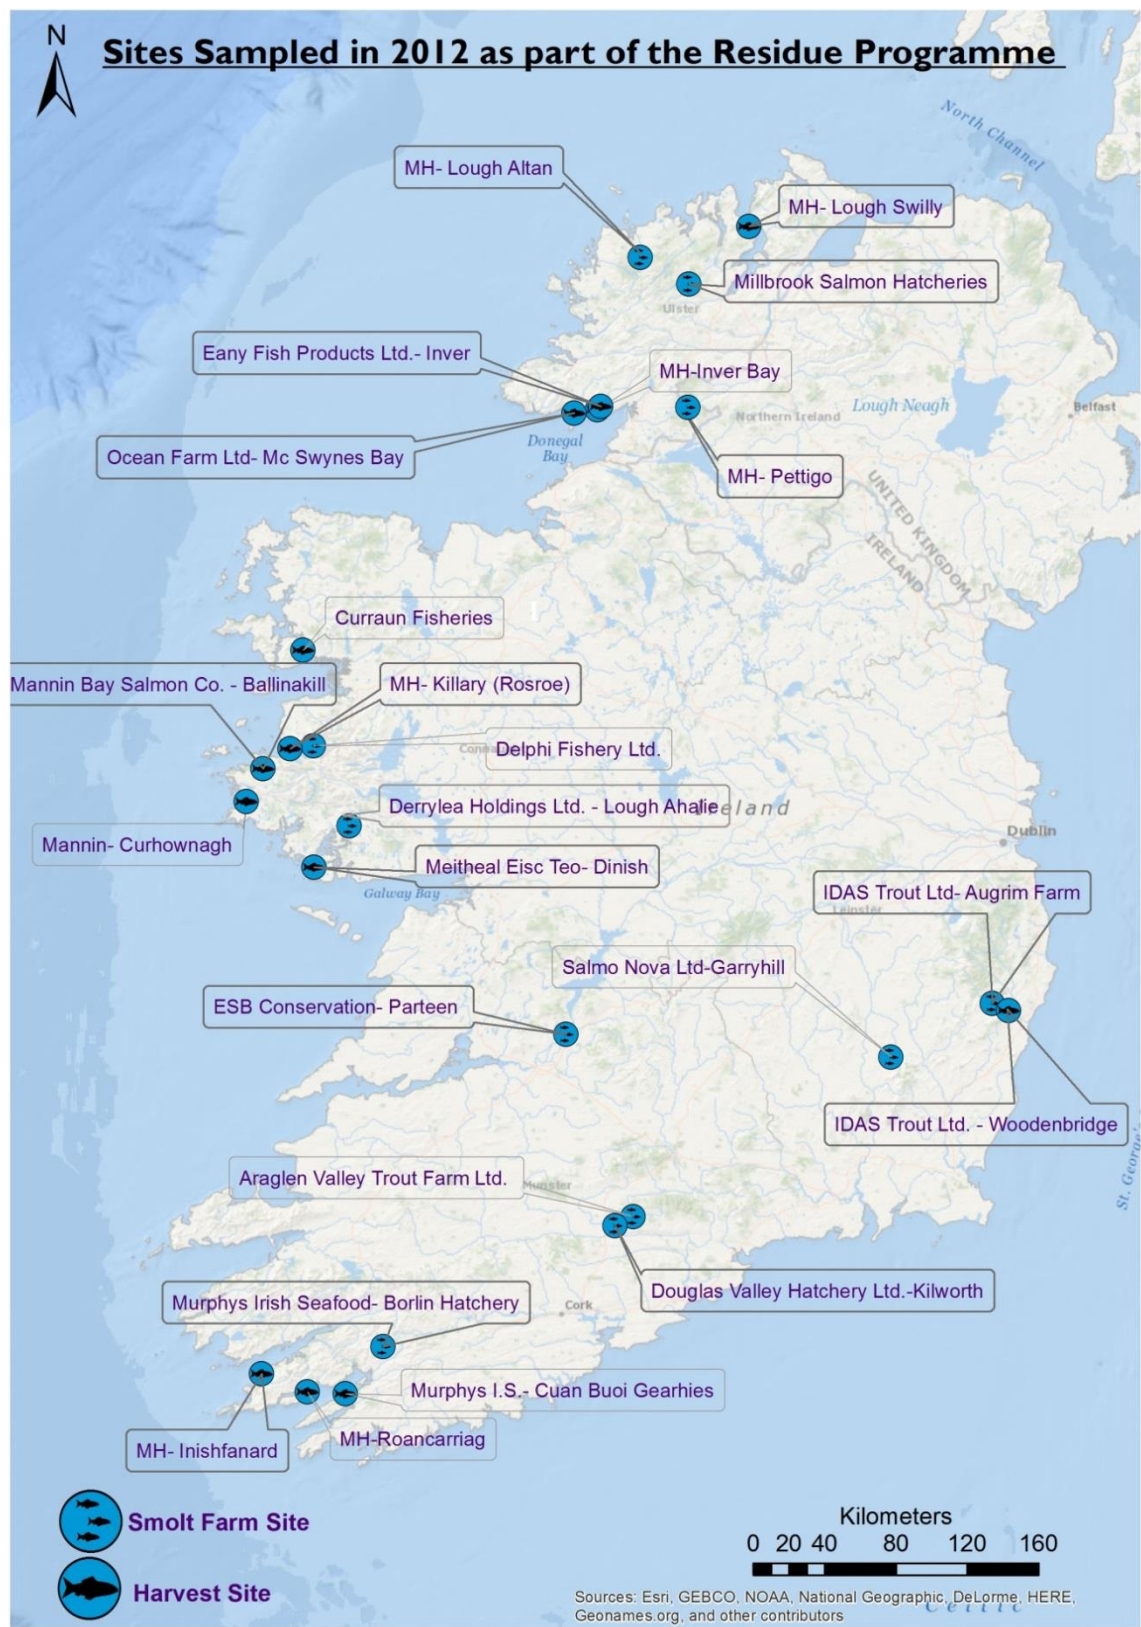 N
Sites Sampled in 2012 as part of the Residue Programme
North Channel
MH- Lough Altan
MH- Lough Swilly
Millbrook Salmon Hatcheries
Ulster
Eany Fish Products Ltd.- Inver
MH-Inver Bay
Lough Neagh
Belfast
Northern Ireland
Donegal
Bay
Ocean Farm Ltd- Mc Swynes Bay
MH- Pettigo
UNITED KINGDOM
IRELAND
Curraun Fisheries
Mannin Bay Salmon Co. - Ballinakill
MH- Killary (Rosroe)
Delphi Fishery Ltd.
Derrylea Holdings Ltd. - Lough Ahalie
Ireland
Dublin
Mannin- Curhownagh
Meitheal Eisc Teo- Dinish
Galway Bay
IDAS Trout Ltd- Augrim Farm
Leinster
Salmo Nova Ltd-Garryhill
ESB Conservation- Parteen
IDAS Trout Ltd. - Woodenbridge
St. George's
Araglen Valley Trout Farm Ltd.
Munster
Douglas Valley Hatchery Ltd.-Kilworth
Murphys Irish Seafood- Borlin Hatchery
Cork
Murphys I.S.- Cuan Buoi Gearhies
MH-Roancarriag
MH- Inishfanard
Smolt Farm Site
Harvest Site
Kilometers
0 20 40 80 120 160
Sources: Esri, GEBCO, NOAA, National Geographic, DeLorme, HERE,
Geonames.org, and other contributors
Celtic